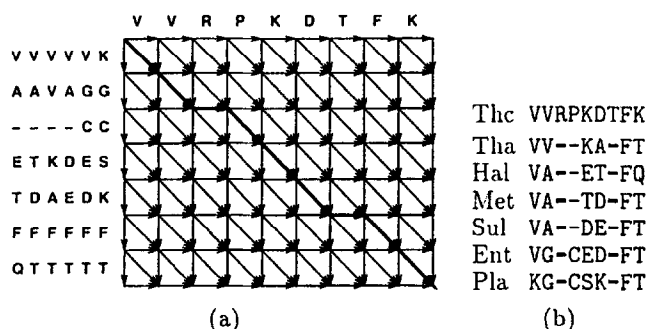 V V R P K D T F K
V V V V V K
A A V A G G
- - - - C C
E T K D E S
T D A E D K
F F F F F F
Q T T T T T
(a)
Thc VVRPKDTFK
Tha VV--KA-FT
Hal VA--ET-FQ
Met VA--TD-FT
Sul VA--DE-FT
Ent VG-CED-FT
Pla KG-CSK-FT
(b)